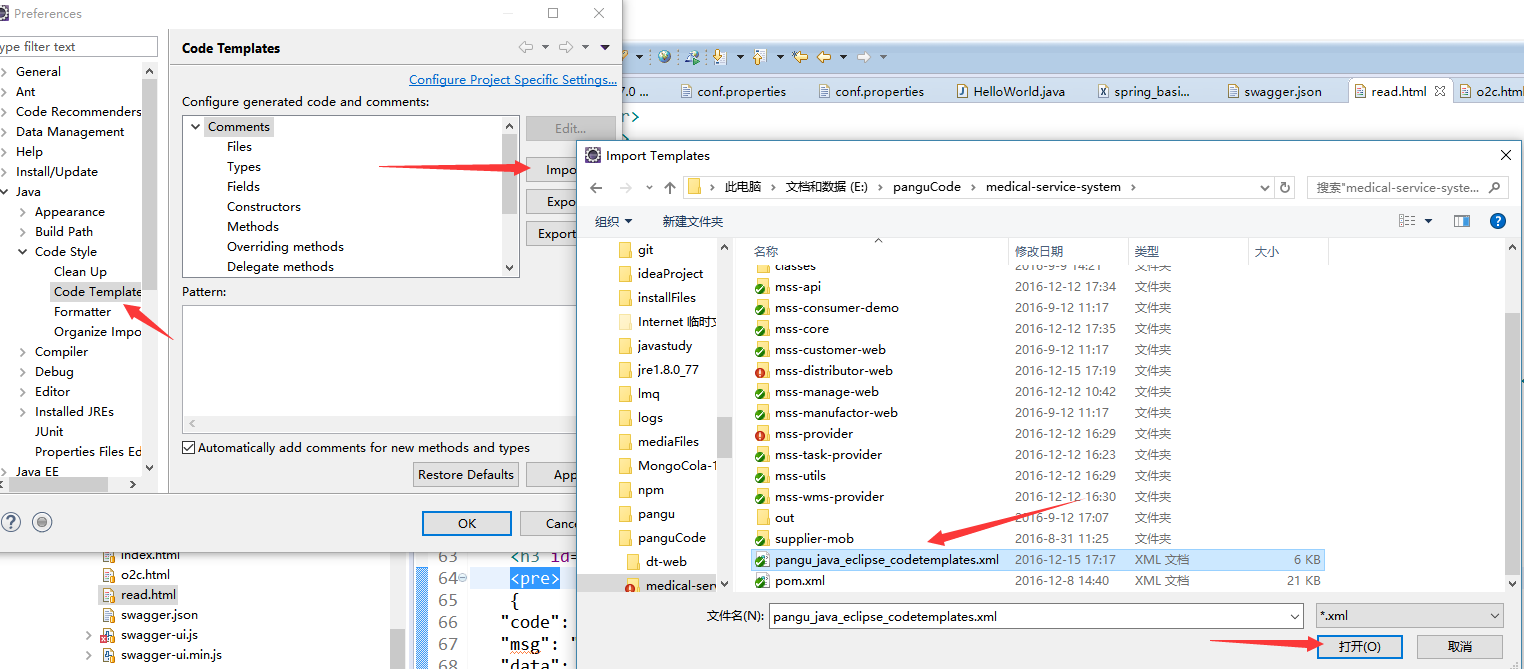 Preferences
type filter text
General
Ant
Code Recommenders
Data Management
Help
Install/Update
Java
Appearance
Build Path
Code Style
Clean Up
Code Template
Formatter
Organize Impo
Compiler
Debug
Editor
Installed JREs
JUnit
Properties Files Ed
Java EE
Code Templates
Configure Project Specific Settings...
Configure generated code and comments:
Comments
Files
Types
Fields
Constructors
Methods
Overriding methods
Delegate methods
Edit...
Impo
Expo
Export
Pattern:
Automatically add comments for new methods and types
Restore Defaults
App
OK
Canc
7.0 ...
conf.properties
conf.properties
HelloWorld.java
spring_basi...
swagger.json
read.html
o2c.html
r>
Import Templates
此电脑
文档和数据 (E:)
panguCode
medical-service-system
搜索"medical-service-syste...
组织
新建文件夹
git
ideaProject
installFiles
Internet 临时文
javastudy
jre1.8.0_77
lmq
logs
mediaFiles
MongoCola-1
npm
pangu
panguCode
dt-web
medical-serv
名称 修改日期 类型 大小
classes 2016-9-9 14:21 文件夹
mss-api 2016-12-12 17:34 文件夹
mss-consumer-demo 2016-9-12 11:17 文件夹
mss-core 2016-12-12 17:35 文件夹
mss-customer-web 2016-9-12 11:17 文件夹
mss-distributor-web 2016-12-15 17:19 文件夹
mss-manage-web 2016-12-12 10:42 文件夹
mss-manufactor-web 2016-9-12 11:17 文件夹
mss-provider 2016-12-12 16:29 文件夹
mss-task-provider 2016-12-12 16:23 文件夹
mss-utils 2016-12-12 16:29 文件夹
mss-wms-provider 2016-12-12 16:30 文件夹
out 2016-9-12 17:07 文件夹
supplier-mob 2016-8-31 11:25 文件夹
pangu_java_eclipse_codetemplates.xml 2016-12-15 17:17 XML 文档 6 KB
pom.xml 2016-12-8 14:40 XML 文档 21 KB
文件名(N):
pangu_java_eclipse_codetemplates.xml
*.xml
打开(O)
取消
index.html
o2c.html
read.html
swagger.json
swagger-ui.js
swagger-ui.min.js
63 <h3 id=
64 <pre>
65 {
66 "code":
67 "msg": "
68 "data":